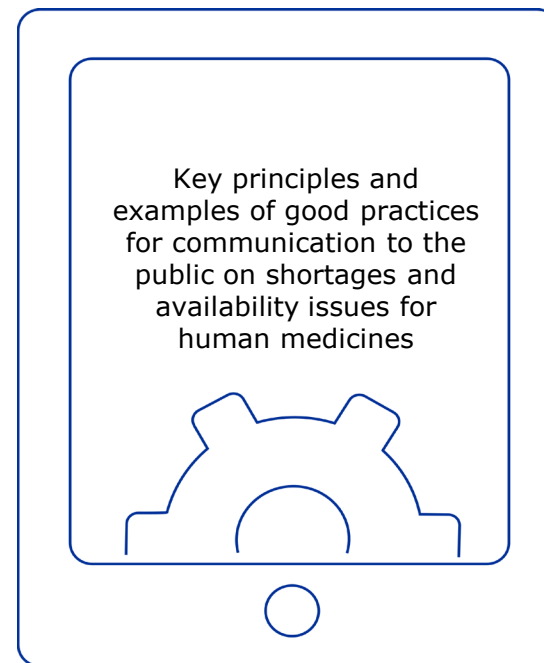 Key principles and
examples of good practices
for communication to the
public on shortages and
availability issues for
human medicines